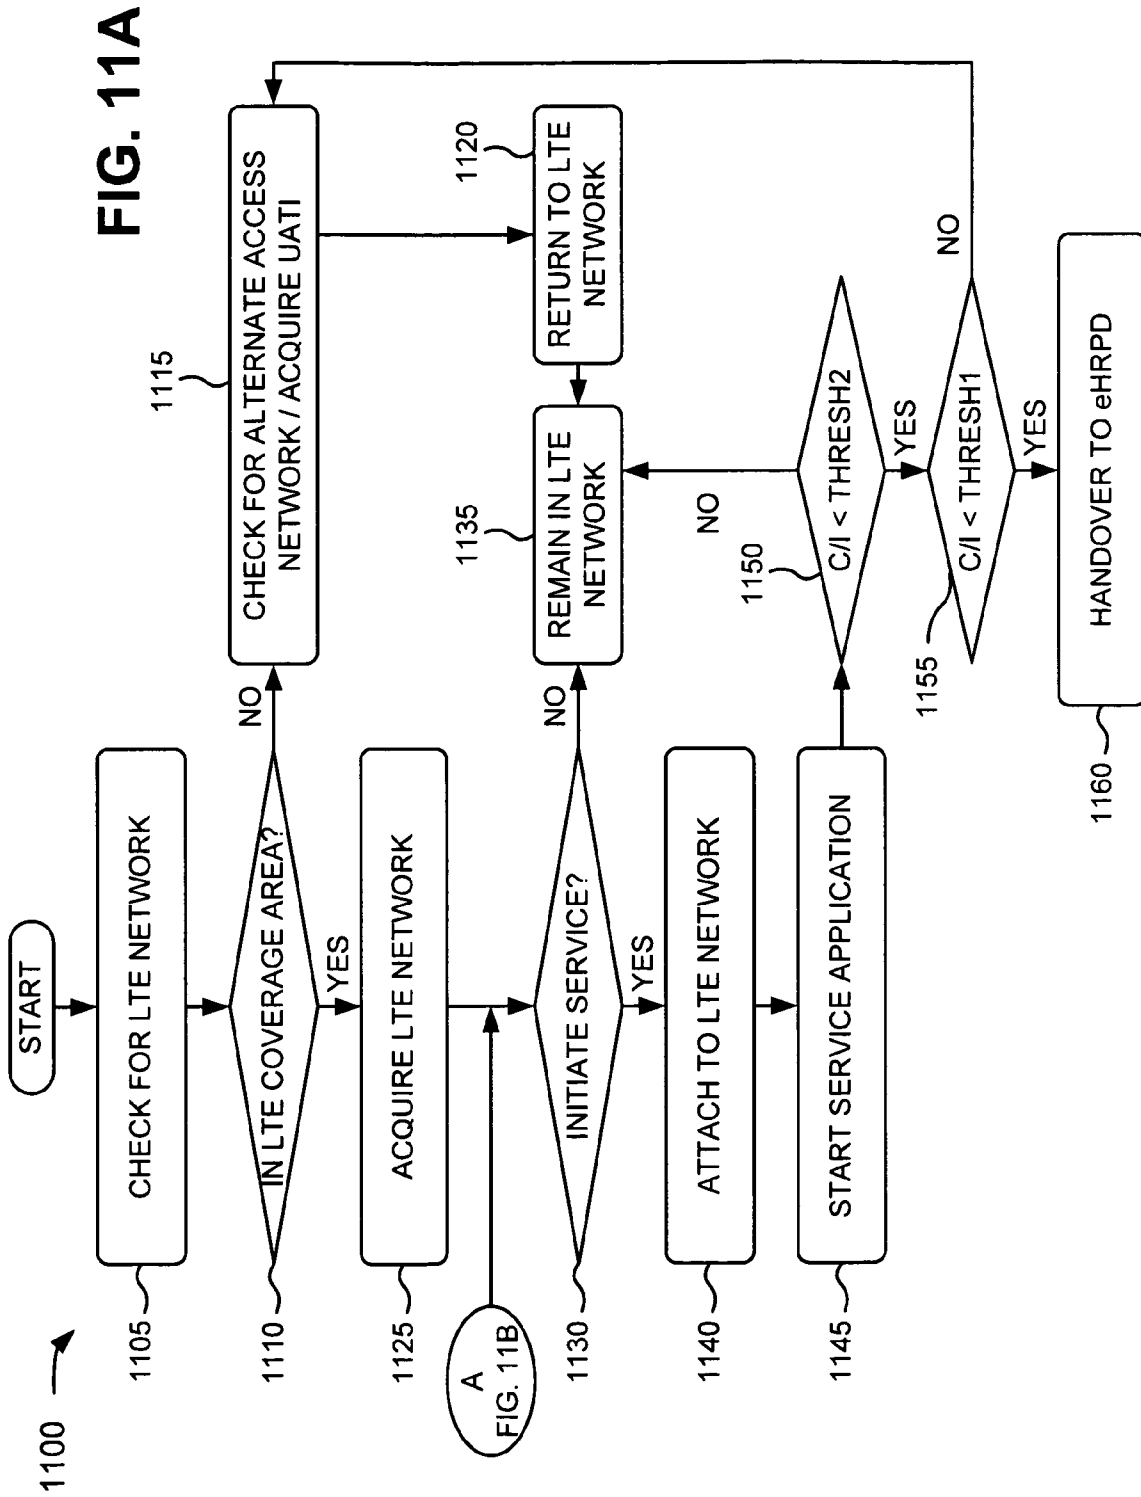 FIG. 11A
1100
START
1105
CHECK FOR LTE NETWORK
1110
IN LTE COVERAGE AREA?
NO
YES
1115
CHECK FOR ALTERNATE ACCESS
NETWORK / ACQUIRE UATI
1125
ACQUIRE LTE NETWORK
A
FIG. 11B
1120
RETURN TO LTE
NETWORK
1130
INITIATE SERVICE?
NO
YES
1135
REMAIN IN LTE
NETWORK
1140
ATTACH TO LTE NETWORK
1145
START SERVICE APPLICATION
1150
C/I < THRESH2
NO
YES
1155
C/I < THRESH1
NO
YES
1160
HANDOVER TO eHRPD